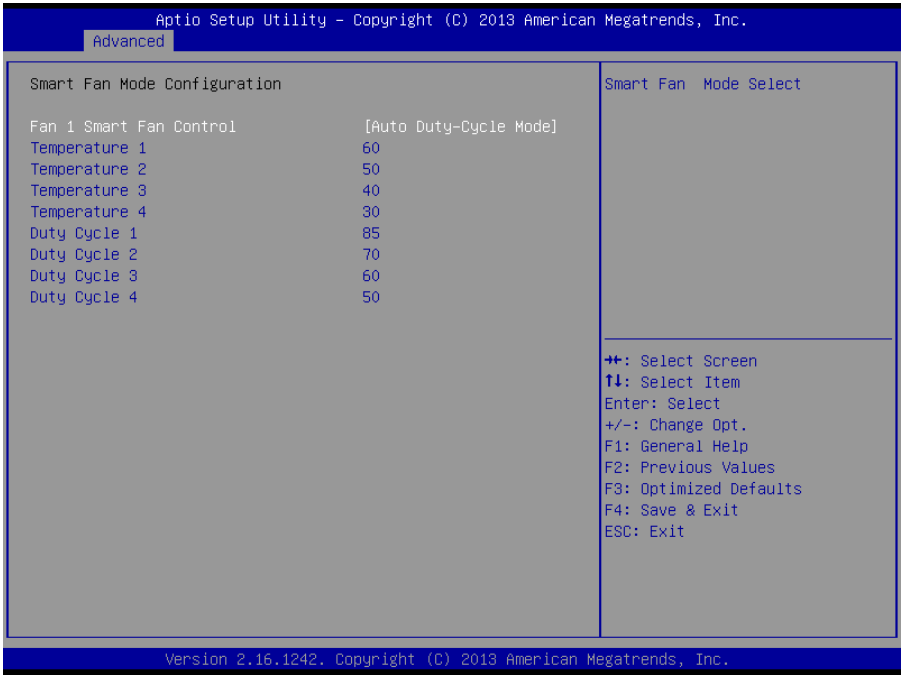 Aptio Setup Utility – Copyright (C) 2013 American Megatrends, Inc.
Advanced
Smart Fan Mode Configuration
Fan 1 Smart Fan Control [Auto Duty-Cycle Mode]
Temperature 1 60
Temperature 2 50
Temperature 3 40
Temperature 4 30
Duty Cycle 1 85
Duty Cycle 2 70
Duty Cycle 3 60
Duty Cycle 4 50
Smart Fan Mode Select
→←: Select Screen
↑↓: Select Item
Enter: Select
+/-: Change Opt.
F1: General Help
F2: Previous Values
F3: Optimized Defaults
F4: Save & Exit
ESC: Exit
Version 2.16.1242. Copyright (C) 2013 American Megatrends, Inc.